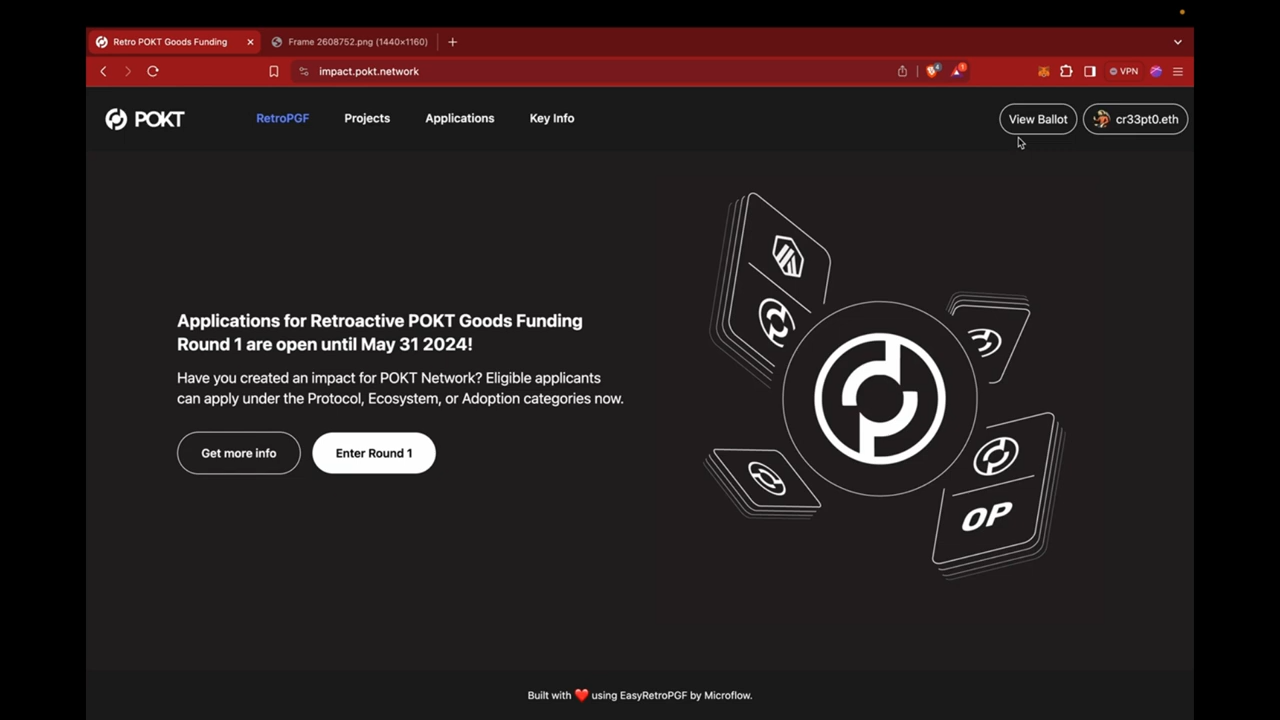 Retro POKT Goods Funding
Frame 2608752.png (1440×1160)
impact.pokt.network
4
1
VPN
POKT
RetroPGF
Projects
Applications
Key Info
View Ballot
cr33pt0.eth
Applications for Retroactive POKT Goods Funding
Round 1 are open until May 31 2024!
Have you created an impact for POKT Network? Eligible applicants
can apply under the Protocol, Ecosystem, or Adoption categories now.
Get more info
Enter Round 1
OP
Built with ❤️ using EasyRetroPGF by Microflow.